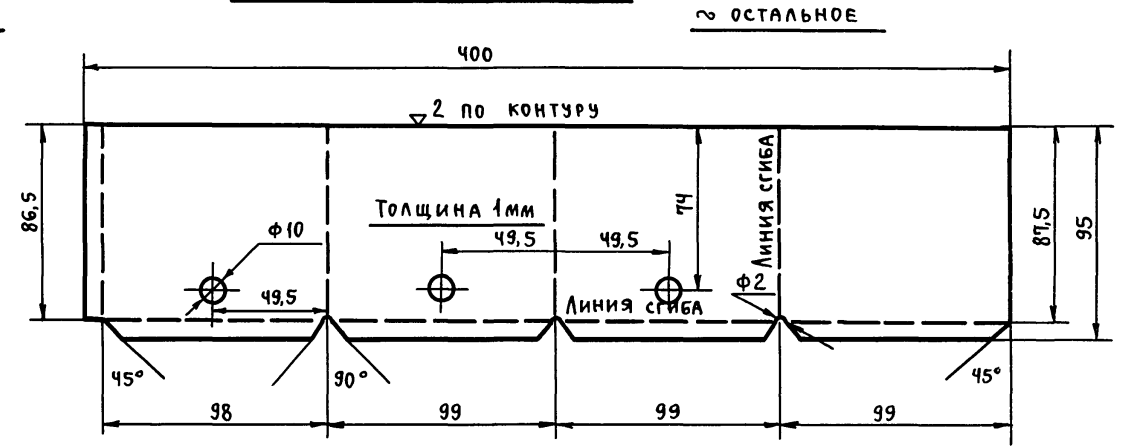 ∾ ОСТАЛЬНОЕ
400
▽2 ПО КОНТУРУ
86,5
ТОЛЩИНА 1ММ
74
ЛИНИЯ СГИБА
87,5
95
Ф10
49,5
49,5
49,5
Ф2
ЛИНИЯ СГИБА
45°
90°
45°
98
99
99
99